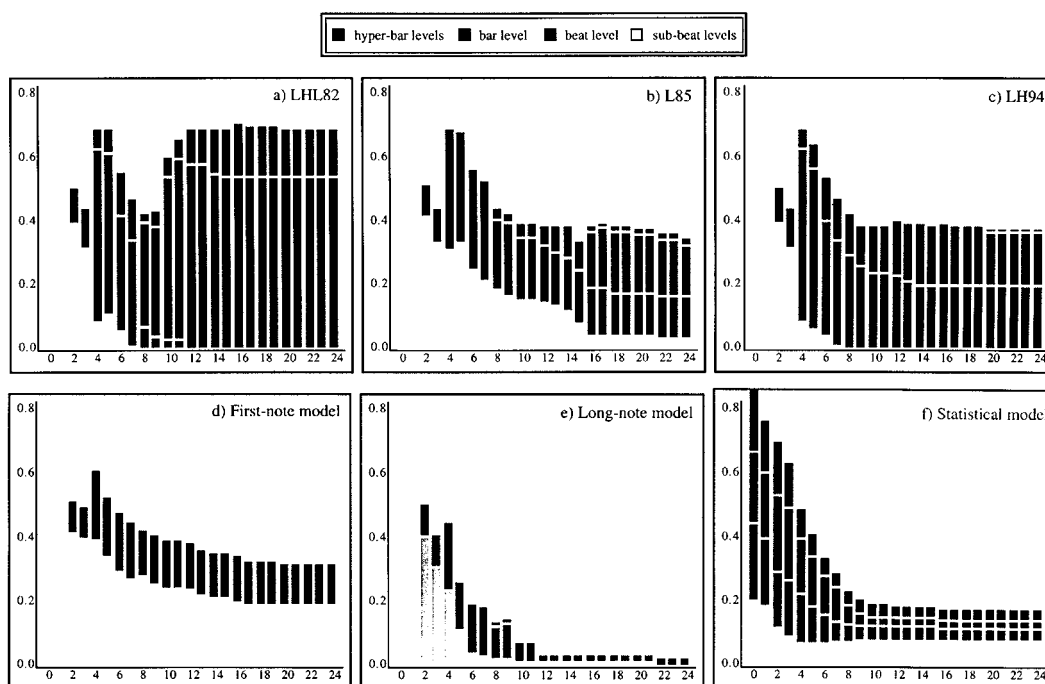 hyper-bar levels bar level beat level sub-beat levels
a) LHL82
0.8
0.6
0.4
0.2
0.0
0 2 4 6 8 10 12 14 16 18 20 22 24
b) L85
0.8
0.6
0.4
0.2
0.0
0 2 4 6 8 10 12 14 16 18 20 22 24
c) LH94
0.8
0.6
0.4
0.2
0.0
0 2 4 6 8 10 12 14 16 18 20 22 24
d) First-note model
0.8
0.6
0.4
0.2
0.0
0 2 4 6 8 10 12 14 16 18 20 22 24
e) Long-note model
0.8
0.6
0.4
0.2
0.0
0 2 4 6 8 10 12 14 16 18 20 22 24
f) Statistical model
0.8
0.6
0.4
0.2
0.0
0 2 4 6 8 10 12 14 16 18 20 22 24